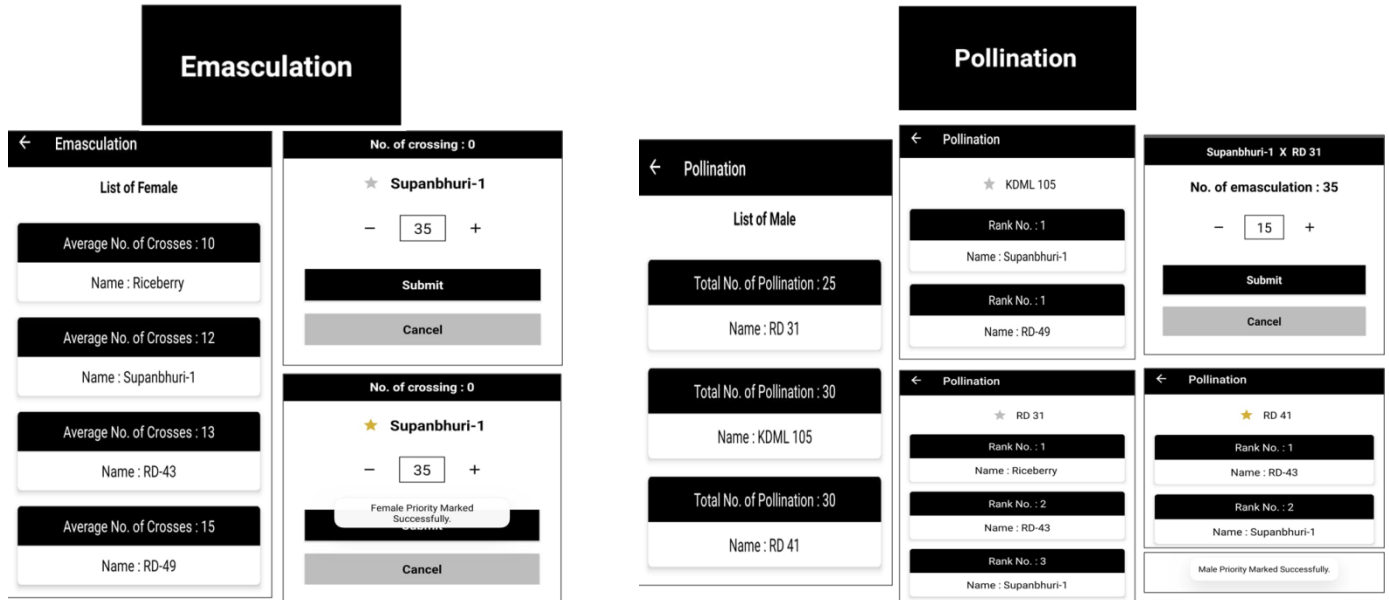 Emasculation
Emasculation
List of Female
Average No. of Crosses : 10
Name : Riceberry
Average No. of Crosses : 12
Name : Supanbhuri-1
Average No. of Crosses : 13
Name : RD-43
Average No. of Crosses : 15
Name : RD-49
No. of crossing : 0
Supanbhuri-1
− 35 +
Submit
Cancel
No. of crossing : 0
Supanbhuri-1
− 35 +
Female Priority Marked
Successfully.
Submit
Cancel
Pollination
Pollination
List of Male
Total No. of Pollination : 25
Name : RD 31
Total No. of Pollination : 30
Name : KDML 105
Total No. of Pollination : 30
Name : RD 41
Pollination
KDML 105
Rank No. : 1
Name : Supanbhuri-1
Rank No. : 1
Name : RD-49
Supanbhuri-1 X RD 31
No. of emasculation : 35
− 15 +
Submit
Cancel
Pollination
RD 31
Rank No. : 1
Name : Riceberry
Rank No. : 2
Name : RD-43
Rank No. : 3
Name : Supanbhuri-1
Pollination
RD 41
Rank No. : 1
Name : RD-43
Rank No. : 2
Name : Supanbhuri-1
Male Priority Marked Successfully.